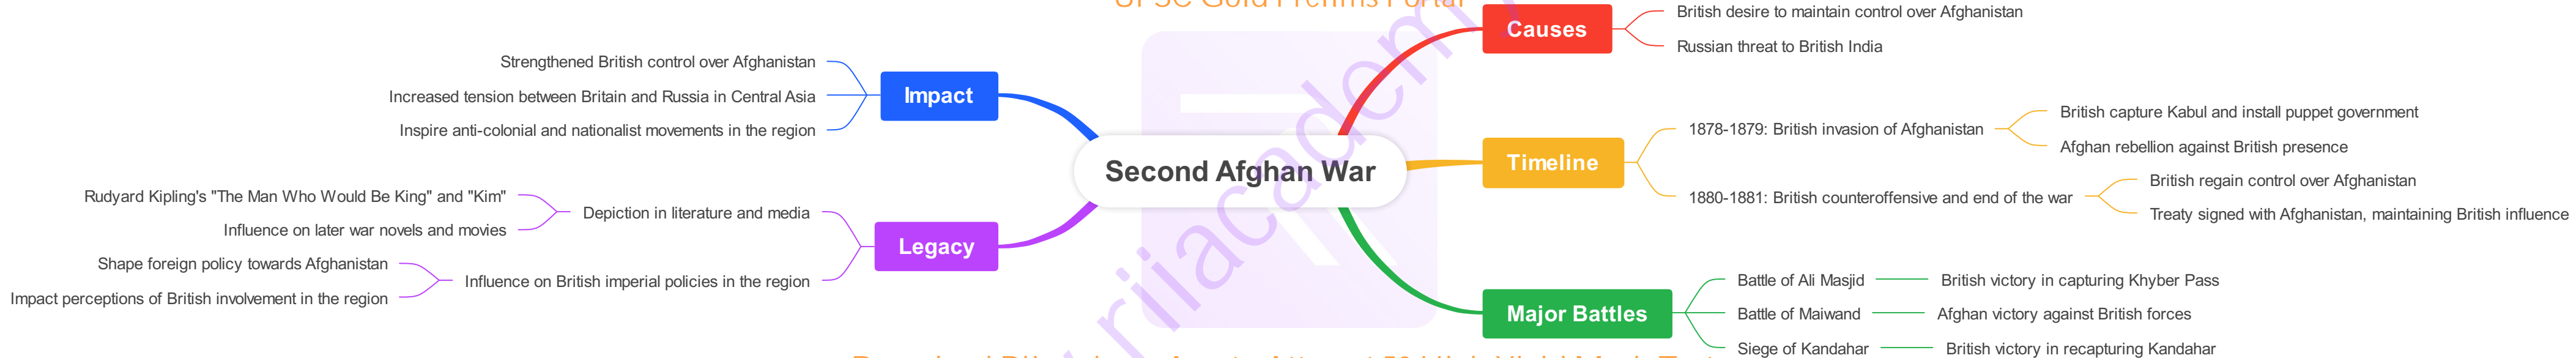 UPSC Gold Prelims Portal
Second Afghan War
Causes
British desire to maintain control over Afghanistan
Russian threat to British India
Timeline
1878-1879: British invasion of Afghanistan
British capture Kabul and install puppet government
Afghan rebellion against British presence
1880-1881: British counteroffensive and end of the war
British regain control over Afghanistan
Treaty signed with Afghanistan, maintaining British influence
Major Battles
Battle of Ali Masjid
British victory in capturing Khyber Pass
Battle of Maiwand
Afghan victory against British forces
Siege of Kandahar
British victory in recapturing Kandahar
Impact
Strengthened British control over Afghanistan
Increased tension between Britain and Russia in Central Asia
Inspire anti-colonial and nationalist movements in the region
Legacy
Depiction in literature and media
Rudyard Kipling's "The Man Who Would Be King" and "Kim"
Influence on later war novels and movies
Influence on British imperial policies in the region
Shape foreign policy towards Afghanistan
Impact perceptions of British involvement in the region